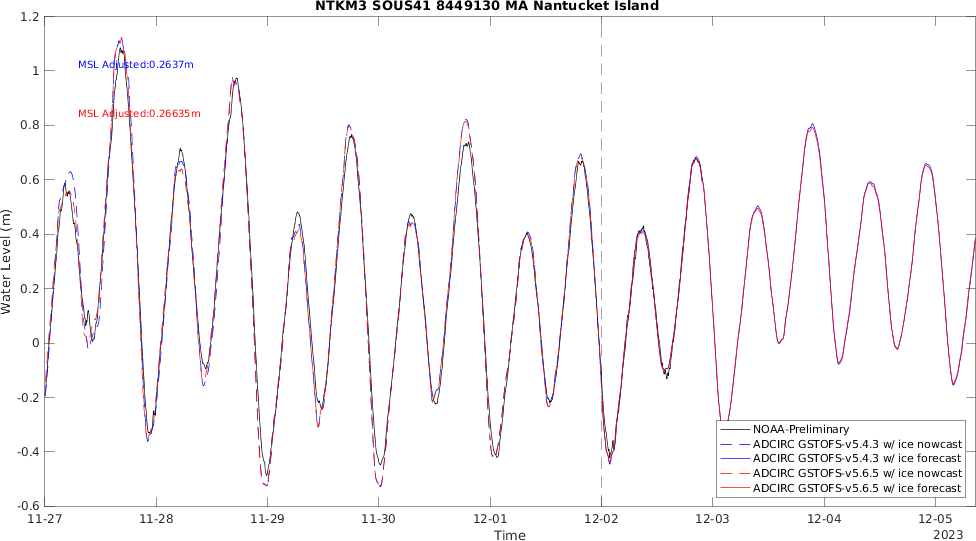 NTKM3 SOUS41 8449130 MA Nantucket Island
1.2
1
0.8
0.6
0.4
0.2
0
-0.2
-0.4
-0.6
Water Level (m)
MSL Adjusted:0.2637m
MSL Adjusted:0.26635m
NOAA-Preliminary
ADCIRC GSTOFS-v5.4.3 w/ ice nowcast
ADCIRC GSTOFS-v5.4.3 w/ ice forecast
ADCIRC GSTOFS-v5.6.5 w/ ice nowcast
ADCIRC GSTOFS-v5.6.5 w/ ice forecast
11-27 11-28 11-29 11-30 12-01 12-02 12-03 12-04 12-05
Time
2023